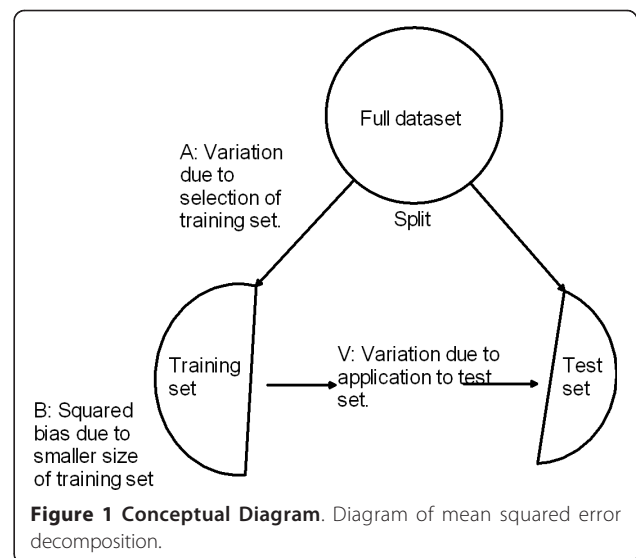 Full dataset
A: Variation
due to
selection of
training set.
Split
Training
set
V: Variation due to
application to test
set.
Test
set
B: Squared
bias due to
smaller size
of training set
Figure 1 Conceptual Diagram. Diagram of mean squared error
decomposition.